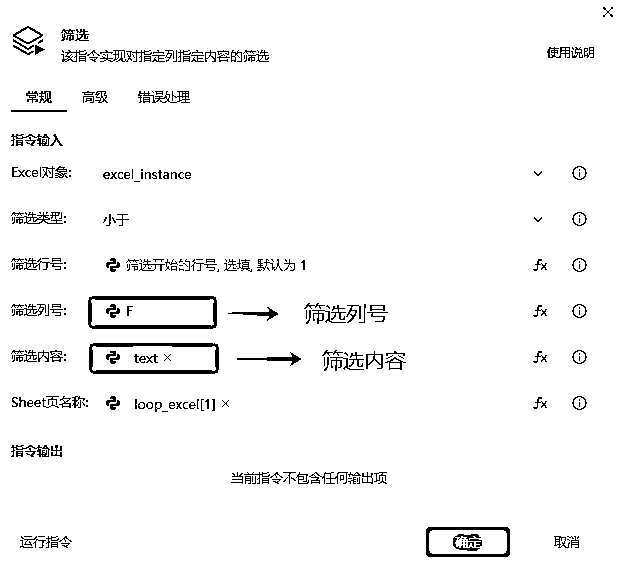 筛选
该指令实现对指定列指定内容的筛选
使用说明
常规 高级 错误处理
指令输入
Excel对象: excel_instance
筛选类型: 小于
筛选行号: 筛选开始的行号, 选填, 默认为 1 fx
筛选列号: F 筛选列号 fx
筛选内容: text × 筛选内容 fx
Sheet页名称: loop_excel[1] × fx
指令输出
当前指令不包含任何输出项
运行指令 确定 取消